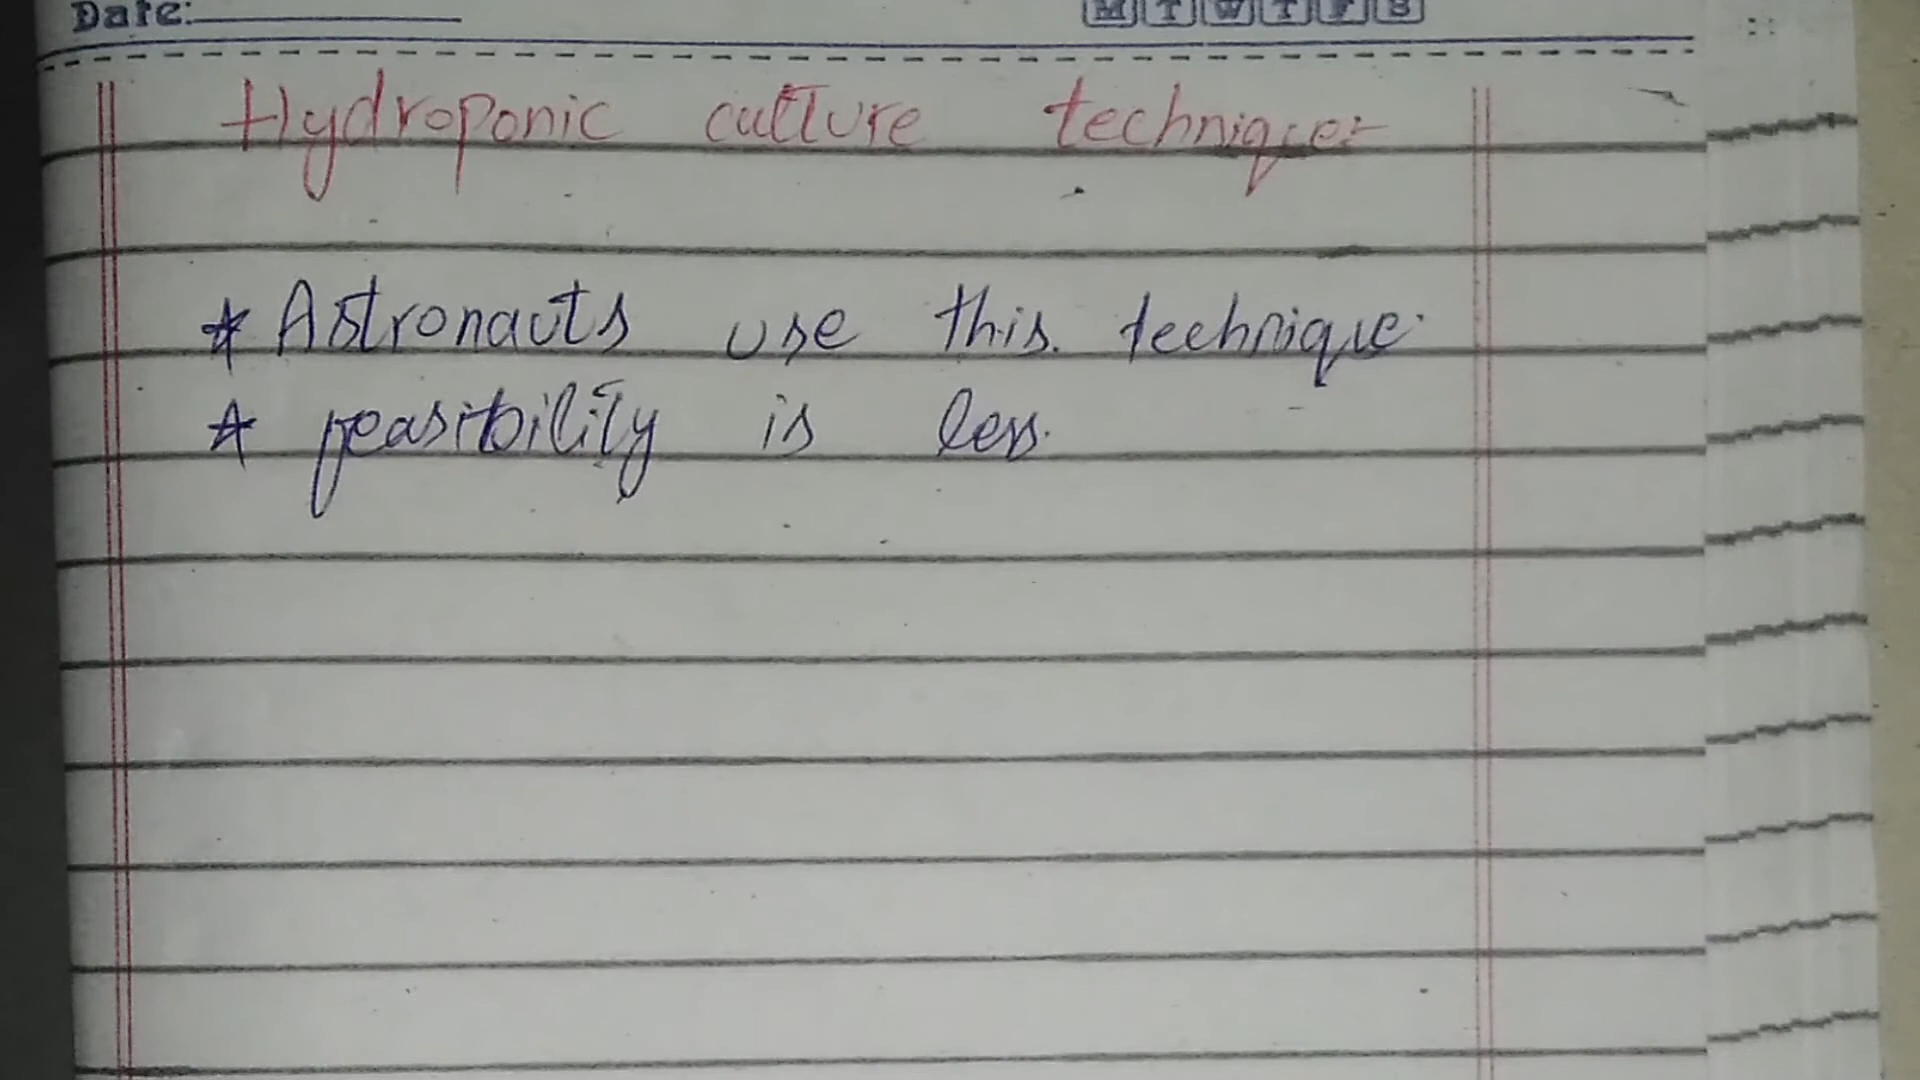 Date:
M T W T F S
Hydroponic culture technique:-
* Astronauts use this technique.
* feasibility is less.